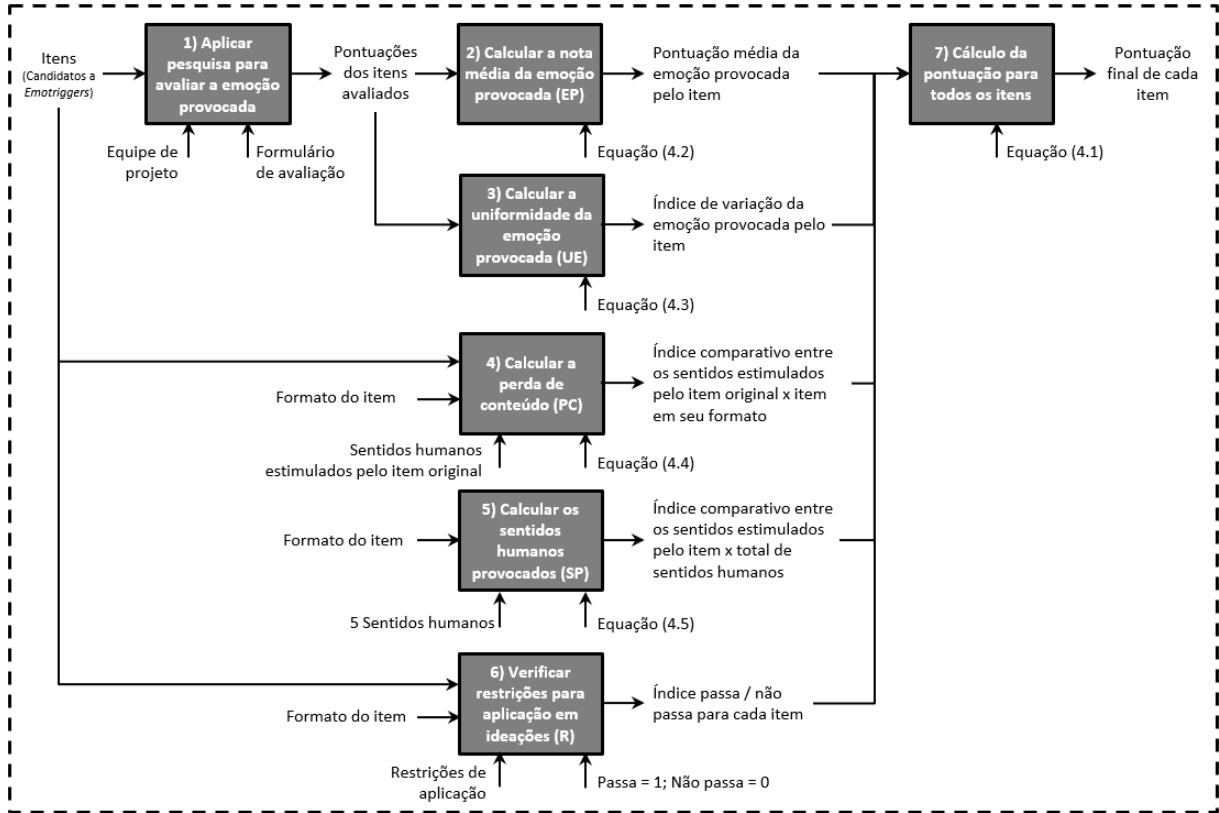 Itens
(Candidatos a
Emotriggers)
1) Aplicar
pesquisa para
avaliar a emoção
provocada
Equipe de
projeto
Formulário
de avaliação
Pontuações
dos itens
avaliados
2) Calcular a nota
média da emoção
provocada (EP)
Equação (4.2)
Pontuação média da
emoção provocada
pelo item
7) Cálculo da
pontuação para
todos os itens
Equação (4.1)
Pontuação
final de cada
item
3) Calcular a
uniformidade da
emoção
provocada (UE)
Equação (4.3)
Índice de variação da
emoção provocada pelo
item
Formato do item
4) Calcular a
perda de
conteúdo (PC)
Sentidos humanos
estimulados pelo item original
Equação (4.4)
Índice comparativo entre
os sentidos estimulados
pelo item original x item
em seu formato
Formato do item
5) Calcular os
sentidos
humanos
provocados (SP)
5 Sentidos humanos
Equação (4.5)
Índice comparativo entre
os sentidos estimulados
pelo item x total de
sentidos humanos
Formato do item
6) Verificar
restrições para
aplicação em
ideações (R)
Restrições de
aplicação
Passa = 1; Não passa = 0
Índice passa / não
passa para cada item